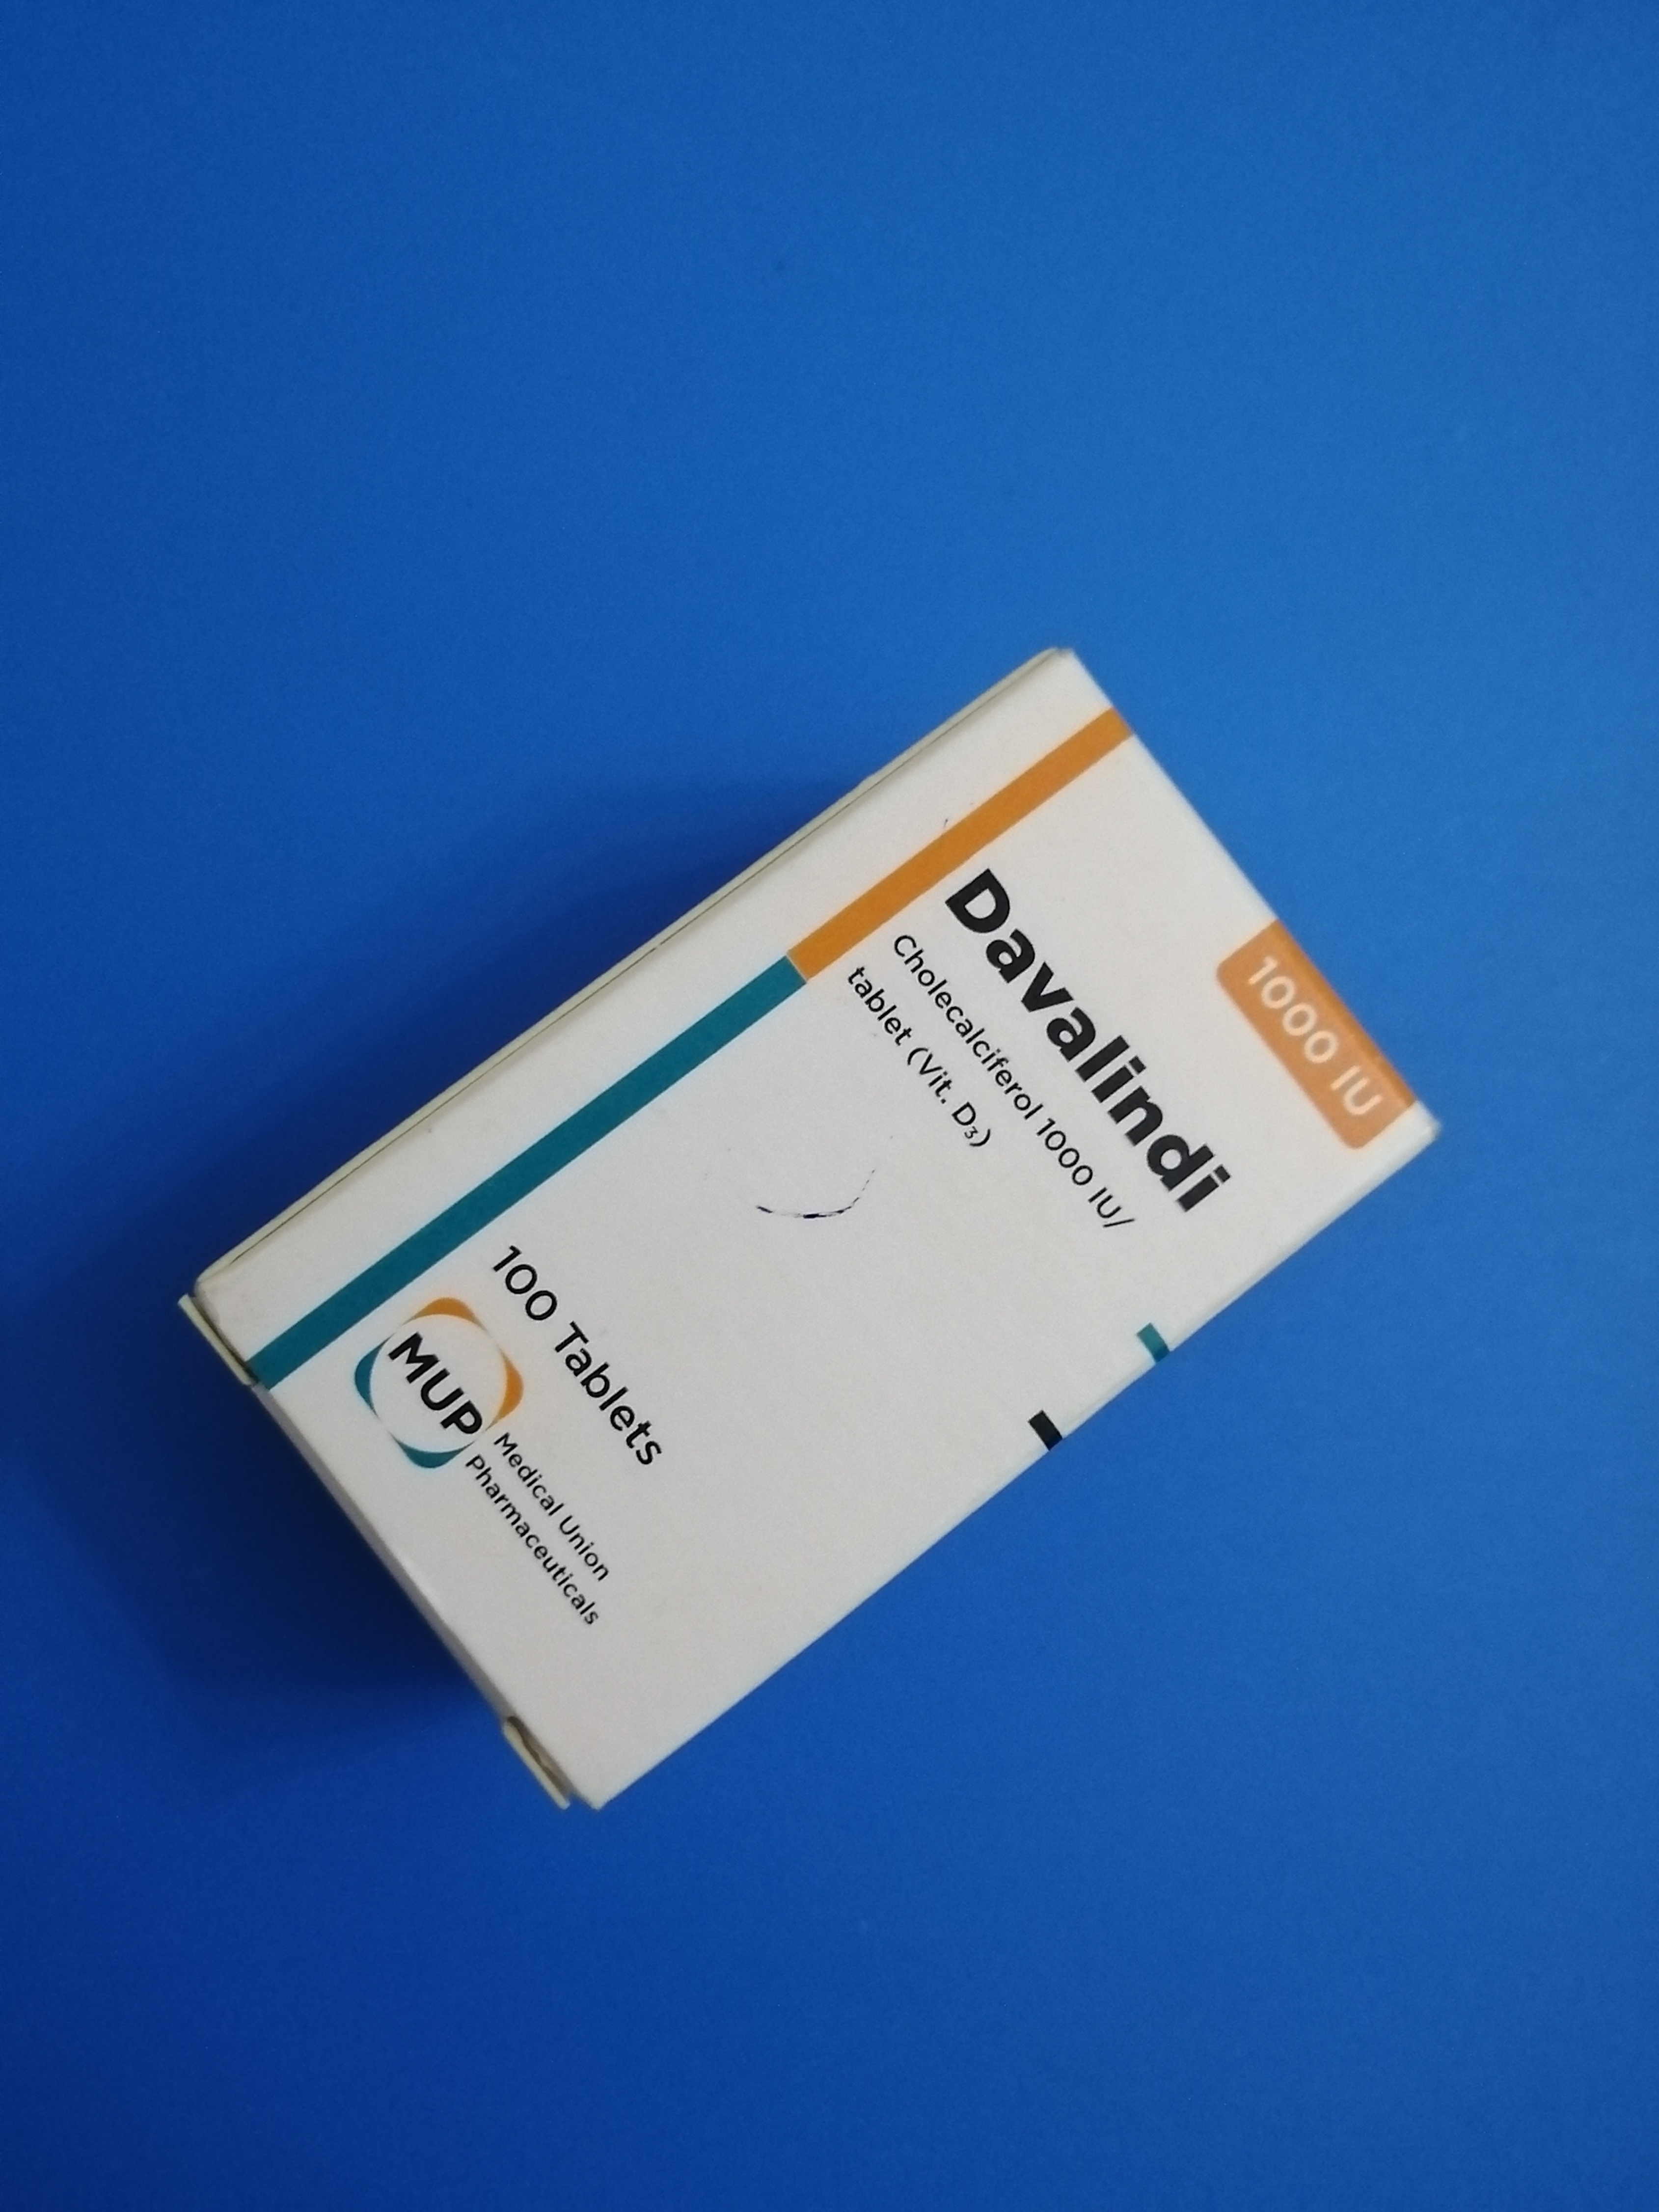 1000 IU
Davalindi
Cholecalciferol 1000 IU/
tablet (Vit. D₃)
100 Tablets
MUP
Medical Union
Pharmaceuticals